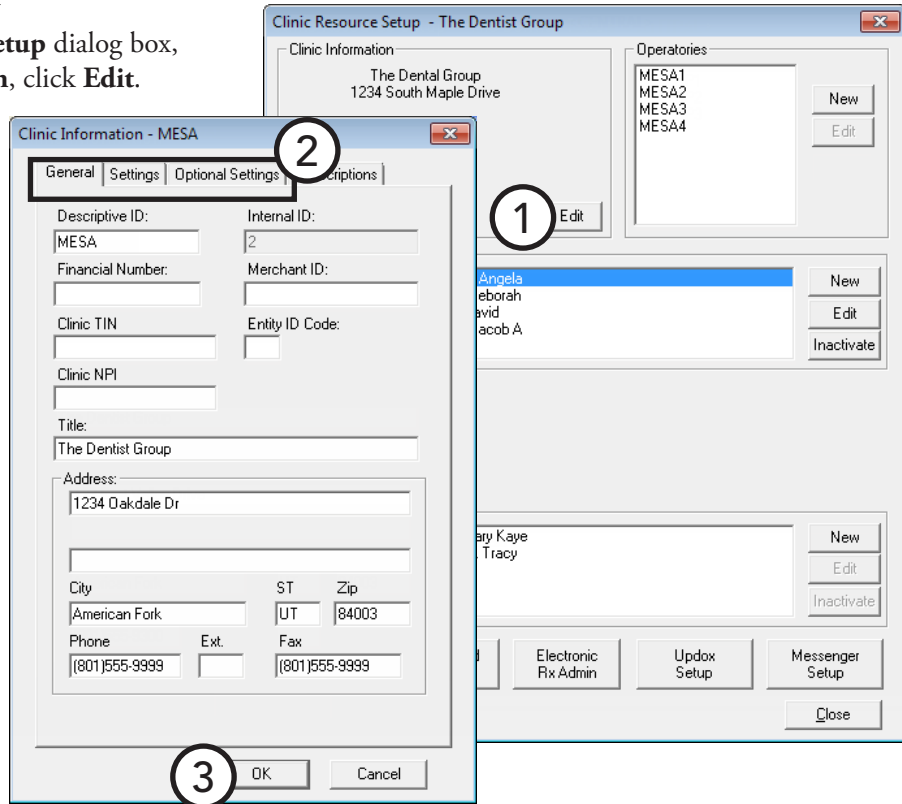 etup dialog box,
n, click Edit.
Clinic Resource Setup - The Dentist Group
Clinic Information
The Dental Group
1234 South Maple Drive
1
Edit
Operatories
MESA1
MESA2
MESA3
MESA4
New
Edit
Angela
eborah
avid
acob A
New
Edit
Inactivate
ary Kaye
. Tracy
New
Edit
Inactivate
Electronic
Rx Admin
Updox
Setup
Messenger
Setup
Close
Clinic Information - MESA
2
General Settings Optional Settings criptions
Descriptive ID:
MESA
Internal ID:
2
Financial Number:
Merchant ID:
Clinic TIN
Entity ID Code:
Clinic NPI
Title:
The Dentist Group
Address:
1234 Oakdale Dr
City
American Fork
ST
UT
Zip
84003
Phone
(801)555-9999
Ext.
Fax
(801)555-9999
3
OK
Cancel